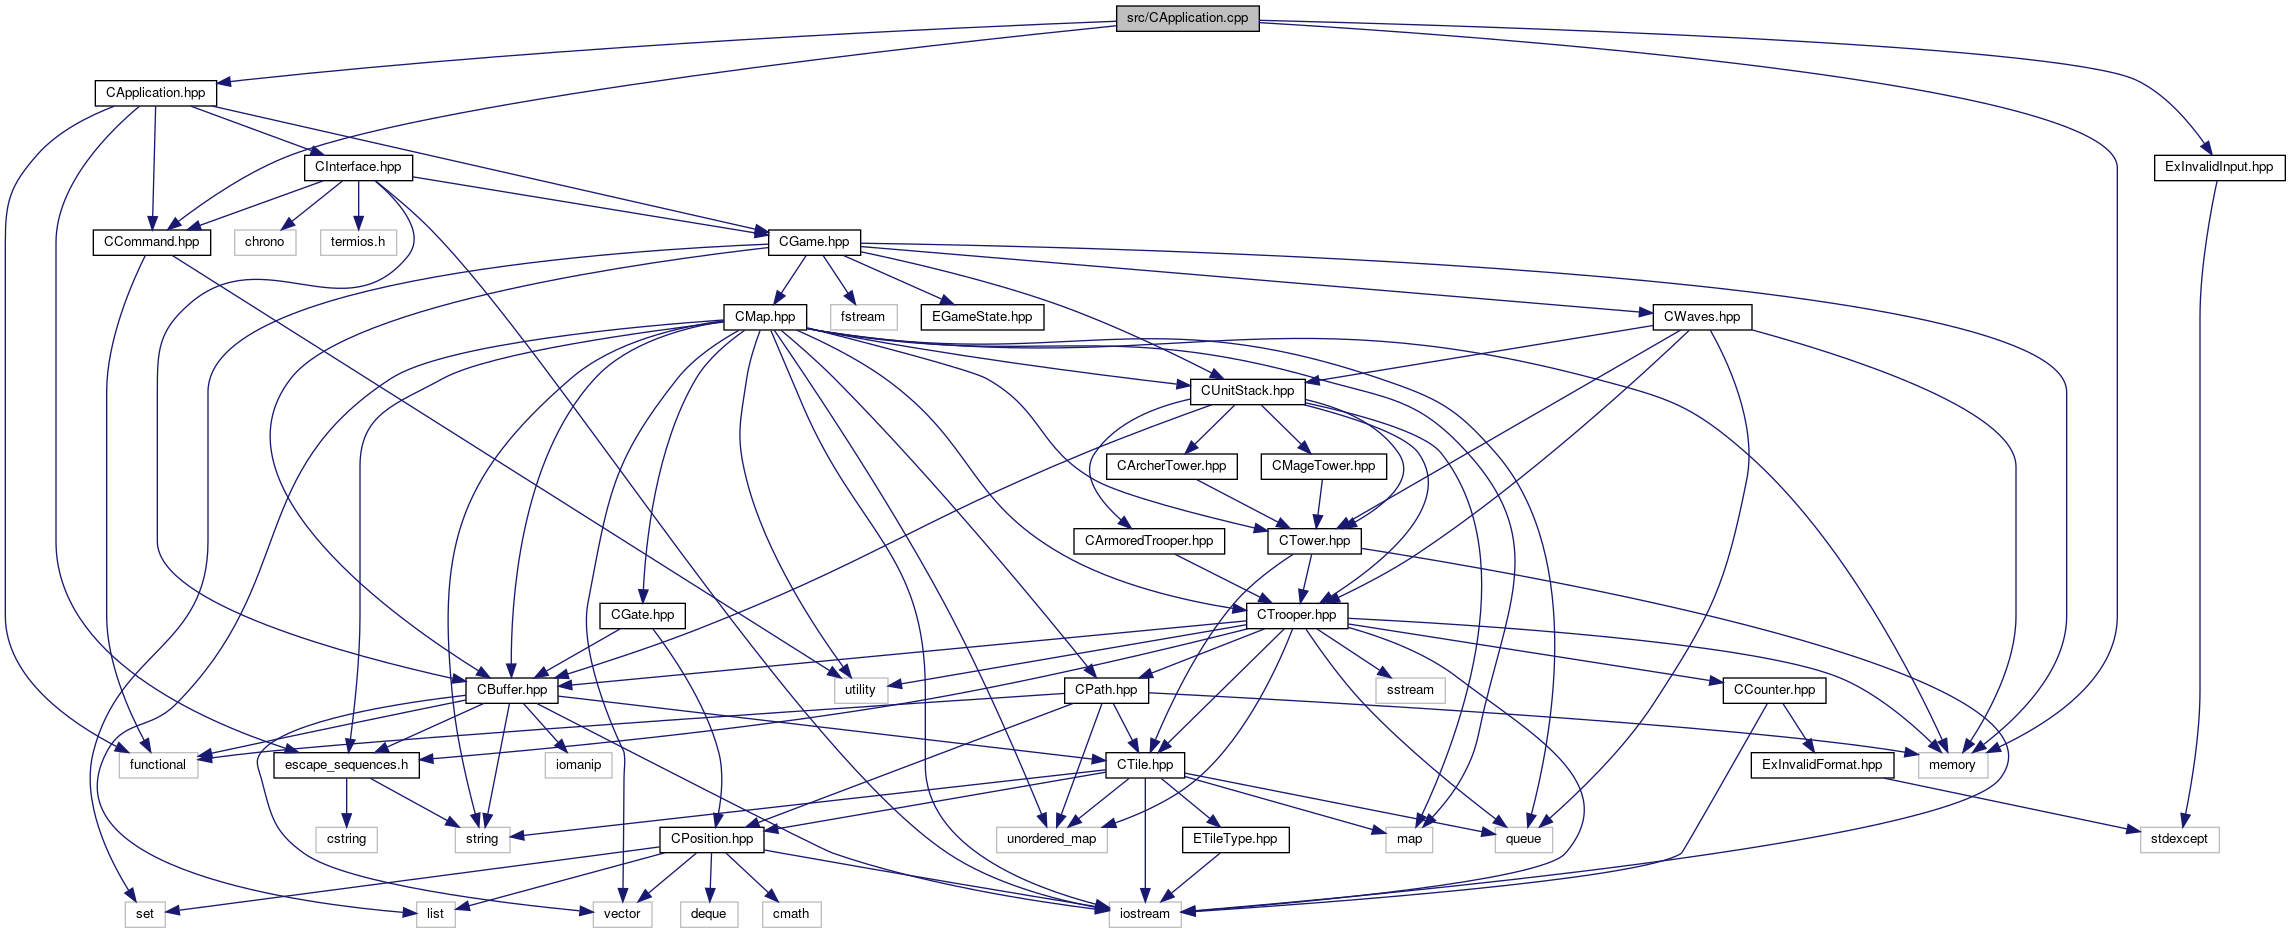 src/CApplication.cpp
CApplication.hpp
CInterface.hpp
ExInvalidInput.hpp
CCommand.hpp
chrono
termios.h
CGame.hpp
CMap.hpp
fstream
EGameState.hpp
CWaves.hpp
CUnitStack.hpp
CArcherTower.hpp
CMageTower.hpp
CArmoredTrooper.hpp
CTower.hpp
CGate.hpp
CTrooper.hpp
CBuffer.hpp
utility
CPath.hpp
sstream
CCounter.hpp
functional
escape_sequences.h
iomanip
CTile.hpp
ExInvalidFormat.hpp
memory
cstring
string
CPosition.hpp
unordered_map
ETileType.hpp
map
queue
stdexcept
set
list
vector
deque
cmath
iostream